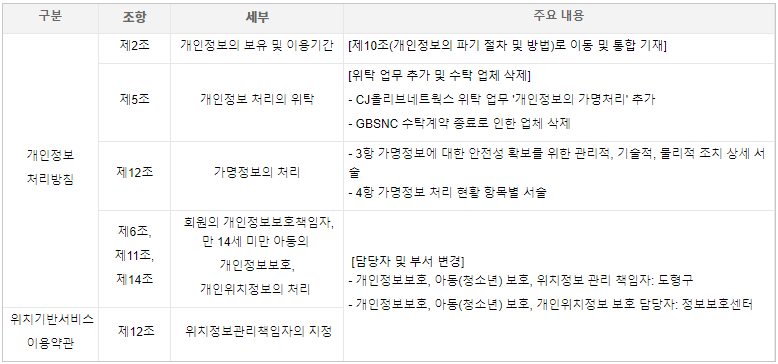 구분 조항 세부 주요 내용
제2조 개인정보의 보유 및 이용기간 [제10조(개인정보의 파기 절차 및 방법)로 이동 및 통합 기재]
개인정보
처리방침
제5조 개인정보 처리의 위탁
[위탁 업무 추가 및 수탁 업체 삭제]
- CJ올리브네트웍스 위탁 업무 '개인정보의 가명처리' 추가
- GBSNC 수탁계약 종료로 인한 업체 삭제
제12조 가명정보의 처리
- 3항 가명정보에 대한 안전성 확보를 위한 관리적, 기술적, 물리적 조치 상세 서
술
- 4항 가명정보 처리 현황 항목별 서술
제6조,
제11조,
제14조
회원의 개인정보보호책임자,
만 14세 미만 아동의
개인정보보호,
개인위치정보의 처리
[담당자 및 부서 변경]
- 개인정보보호, 아동(청소년) 보호, 위치정보 관리 책임자: 도형구
- 개인정보보호, 아동(청소년) 보호, 개인위치정보 보호 담당자: 정보보호센터
위치기반서비스
이용약관
제12조 위치정보관리책임자의 지정